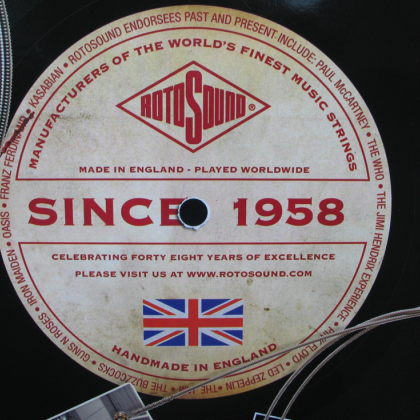 ROTOSOUND ENDORSEES PAST AND PRESENT INCLUDE: PAUL McCARTNEY • THE WHO • THE JIMI HENDRIX EXPERIENCE • PINK FLOYD • LED ZEPPELIN • THE JAM • THE BUZZCOCKS • GUNS N ROSES • IRON MAIDEN • OASIS • FRANZ FERDINAND • KASABIAN •
MANUFACTURERS OF THE WORLD'S FINEST MUSIC STRINGS
ROTOSOUND®
MADE IN ENGLAND - PLAYED WORLDWIDE
SINCE 1958
CELEBRATING FORTY EIGHT YEARS OF EXCELLENCE
PLEASE VISIT US AT WWW.ROTOSOUND.COM
HANDMADE IN ENGLAND